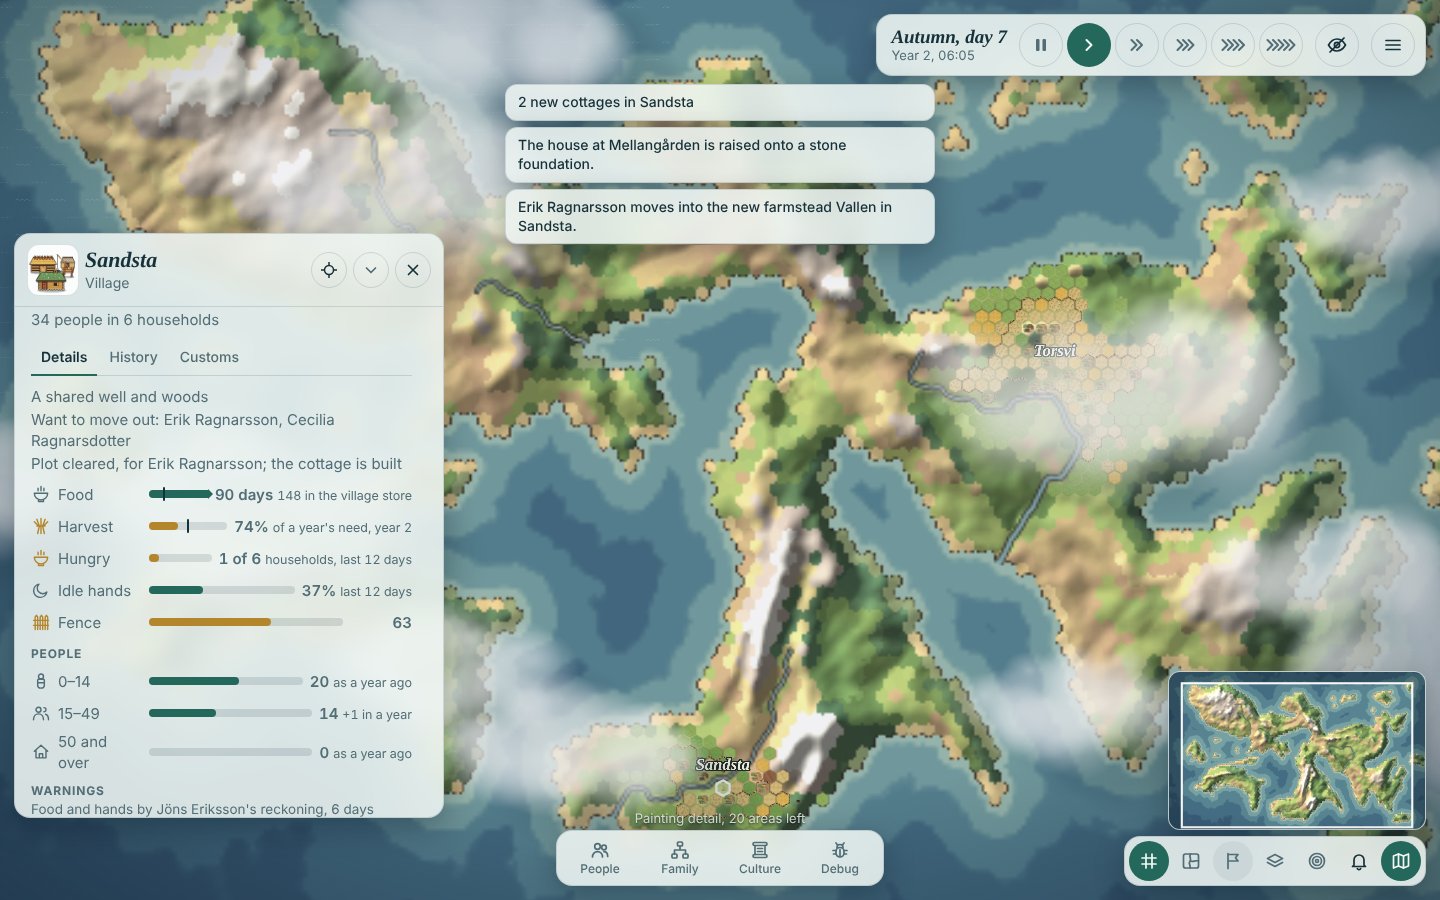 Autumn, day 7
Year 2, 06:05
2 new cottages in Sandsta
The house at Mellangården is raised onto a stone
foundation.
Erik Ragnarsson moves into the new farmstead Vallen in
Sandsta.
Sandsta
Village
34 people in 6 households
Details History Customs
A shared well and woods
Want to move out: Erik Ragnarsson, Cecilia
Ragnarsdotter
Plot cleared, for Erik Ragnarsson; the cottage is built
Food 90 days 148 in the village store
Harvest 74% of a year's need, year 2
Hungry 1 of 6 households, last 12 days
Idle hands 37% last 12 days
Fence 63
PEOPLE
0–14 20 as a year ago
15–49 14 +1 in a year
50 and
over 0 as a year ago
WARNINGS
Food and hands by Jöns Eriksson's reckoning, 6 days
Torsvi
Sandsta
Painting detail, 20 areas left
People Family Culture Debug